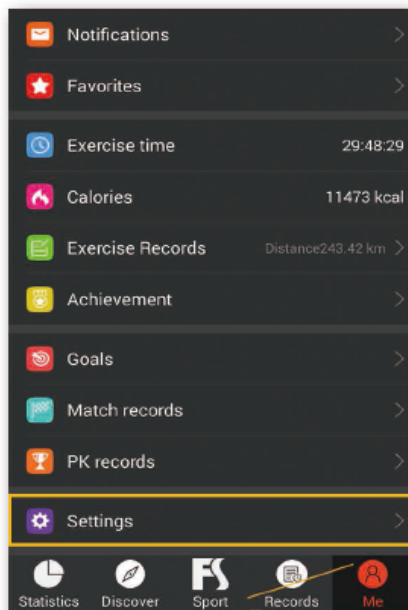 Notifications
Favorites
Exercise time 29:48:29
Calories 11473 kcal
Exercise Records Distance243.42 km
Achievement
Goals
Match records
PK records
Settings
FS
Statistics Discover Sport Records Me